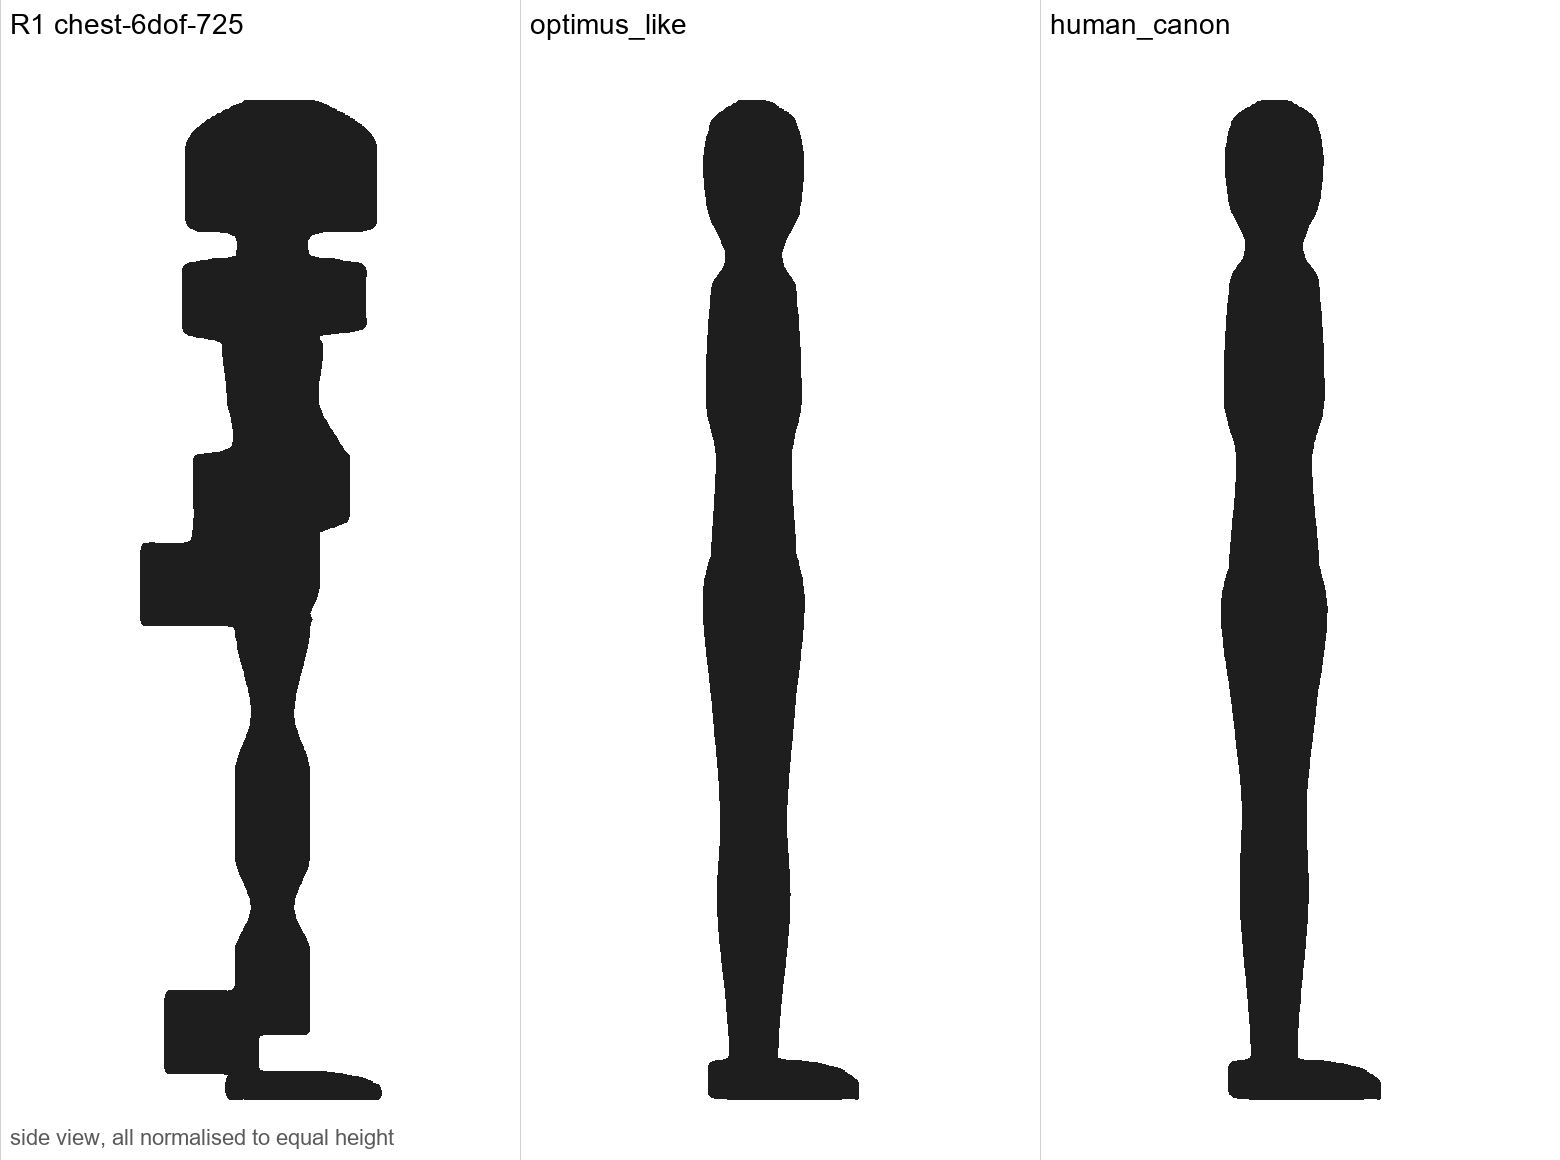 R1 chest-6dof-725
optimus_like
human_canon
side view, all normalised to equal height